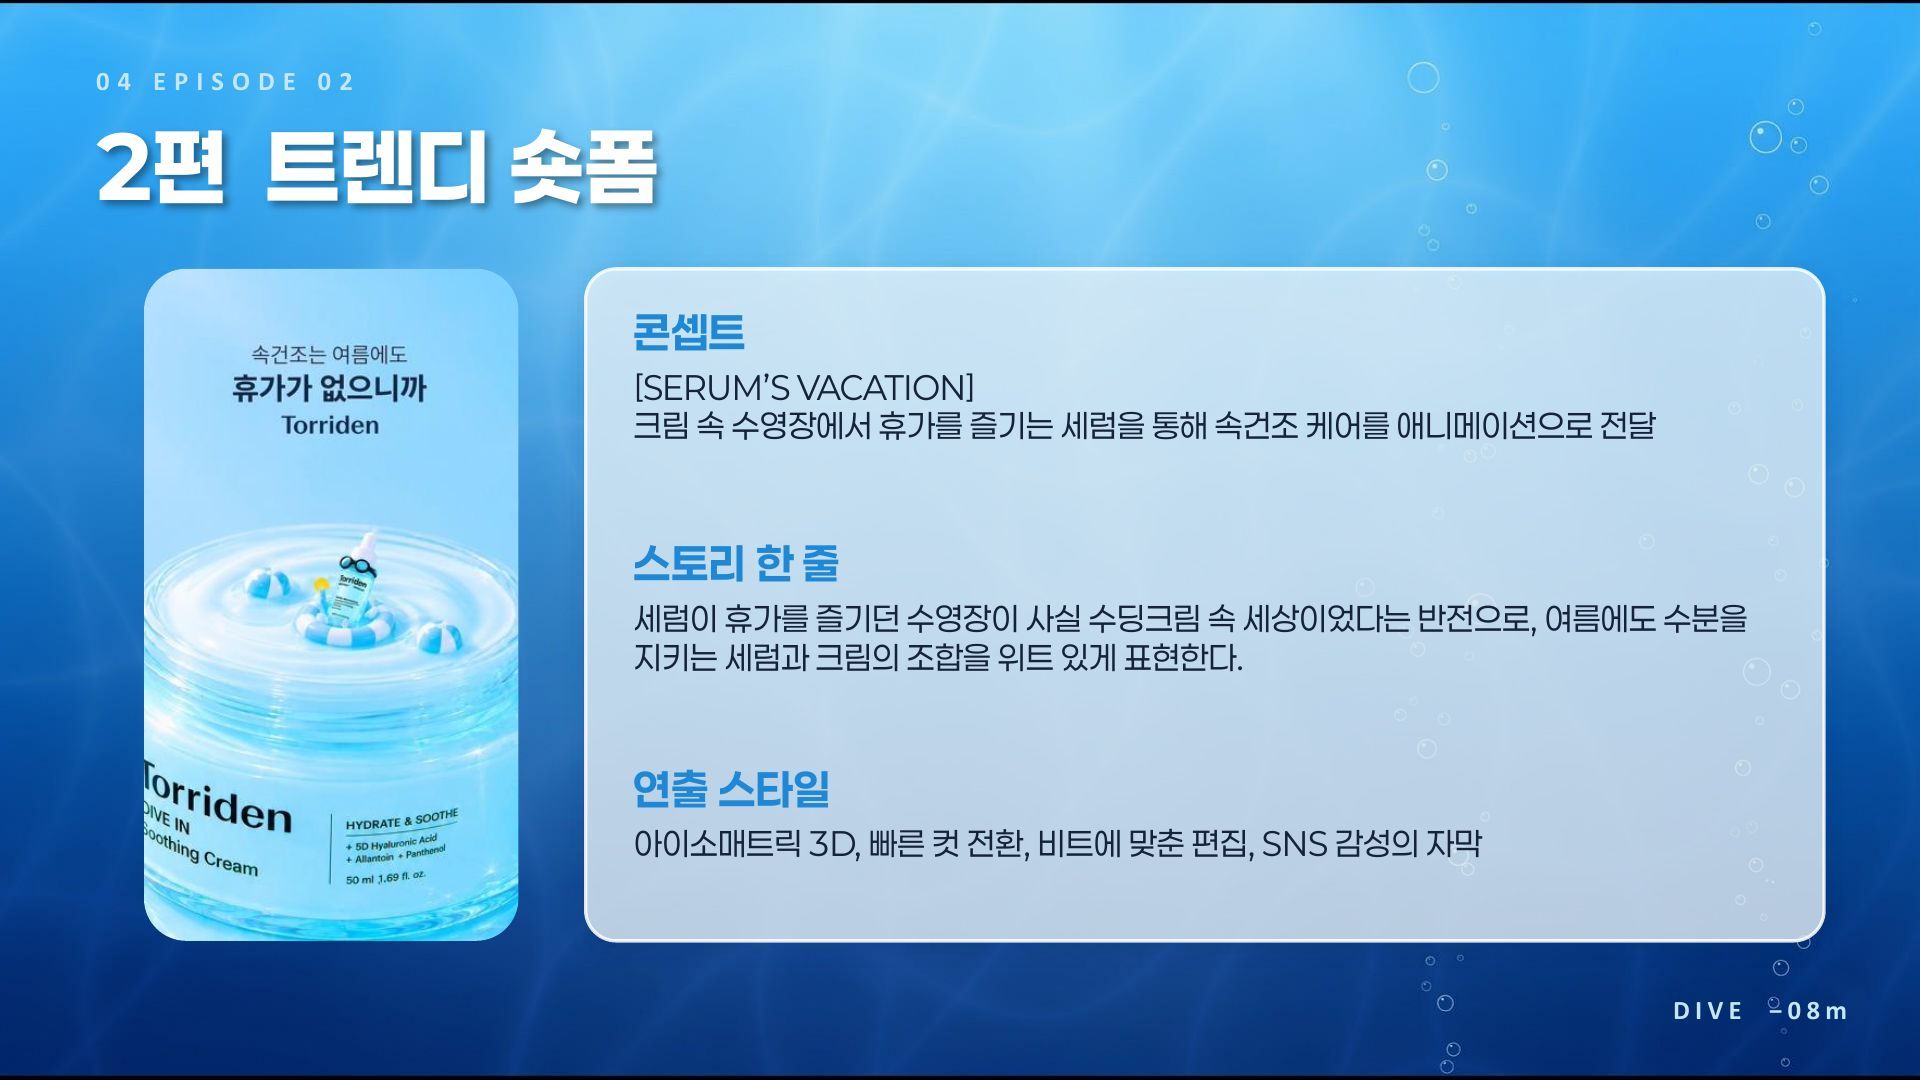 04 EPISODE 02
2편 트렌디 숏폼
속건조는 여름에도
휴가가 없으니까
Torriden
Torriden
Torriden
DIVE IN
Soothing Cream
HYDRATE & SOOTHE
+ 5D Hyaluronic Acid
+ Allantoin + Panthenol
50 ml 1.69 fl. oz.
콘셉트
[SERUM’S VACATION]
크림 속 수영장에서 휴가를 즐기는 세럼을 통해 속건조 케어를 애니메이션으로 전달
스토리 한 줄
세럼이 휴가를 즐기던 수영장이 사실 수딩크림 속 세상이었다는 반전으로, 여름에도 수분을
지키는 세럼과 크림의 조합을 위트 있게 표현한다.
연출 스타일
아이소매트릭 3D, 빠른 컷 전환, 비트에 맞춘 편집, SNS 감성의 자막
DIVE −08m